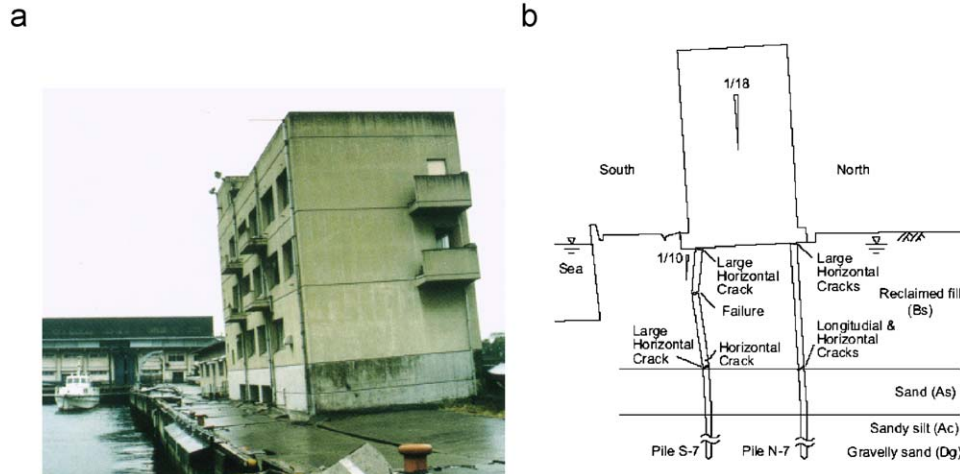 a
b
1/18
South
North
Sea
1/10
Large
Horizontal
Crack
Large
Horizontal
Cracks
Failure
Reclaimed fill
(Bs)
Large
Horizontal
Crack
Horizontal
Crack
Longitudial &
Horizontal
Cracks
Sand (As)
Sandy silt (Ac)
Pile S-7
Pile N-7
Gravelly sand (Dg)